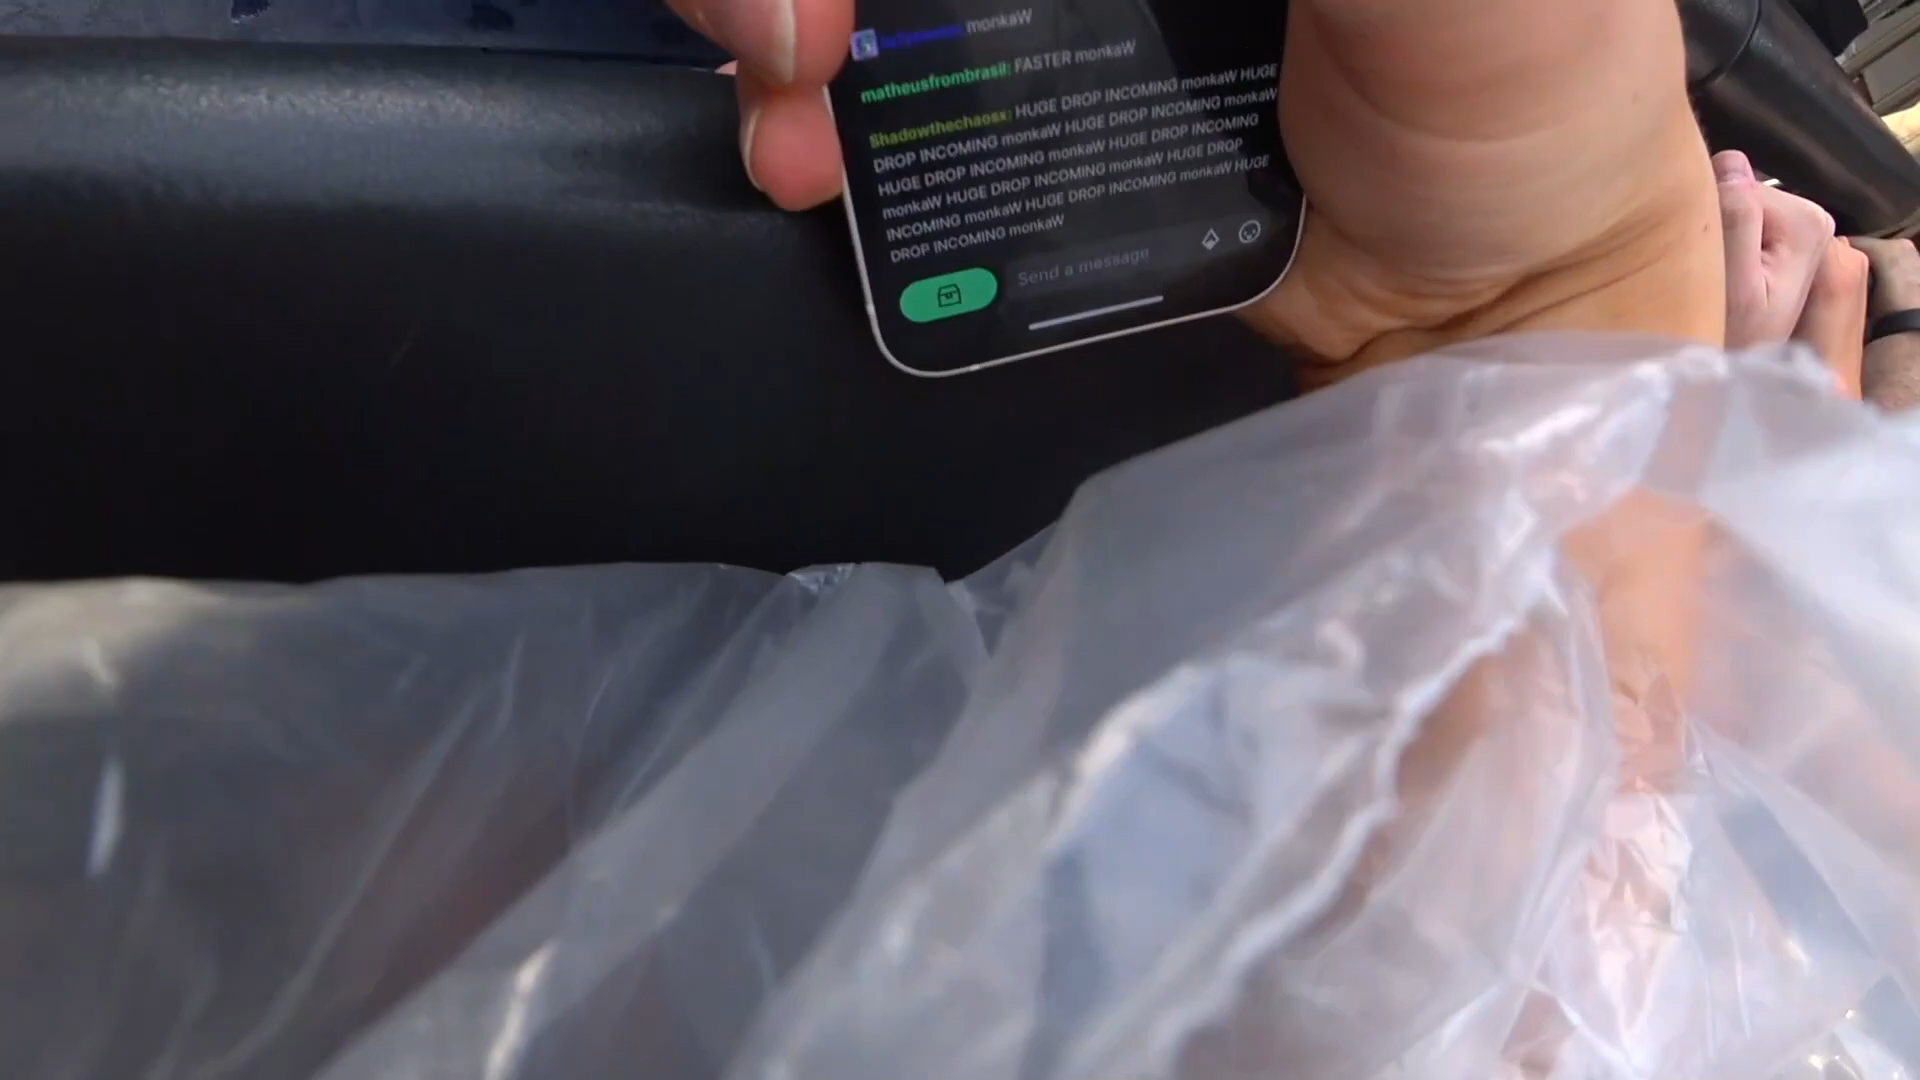 monkaW
matheusfrombrasil: FASTER monkaW
Shadowthechaosx: HUGE DROP INCOMING monkaW HUGE
DROP INCOMING monkaW HUGE DROP INCOMING monkaW
HUGE DROP INCOMING monkaW HUGE DROP INCOMING
monkaW HUGE DROP INCOMING monkaW HUGE DROP
INCOMING monkaW HUGE DROP INCOMING monkaW HUGE
DROP INCOMING monkaW
Send a message